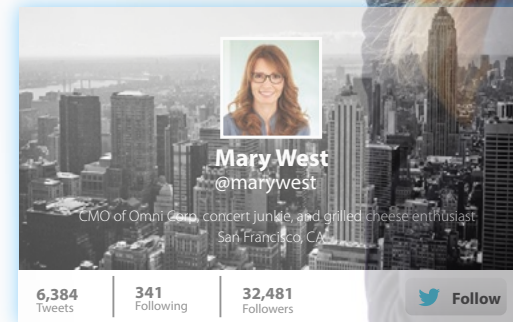 Mary West
@marywest
CMO of Omni Corp, concert junkie, and grilled cheese enthusiast
San Francisco, CA
6,384
Tweets
341
Following
32,481
Followers
Follow